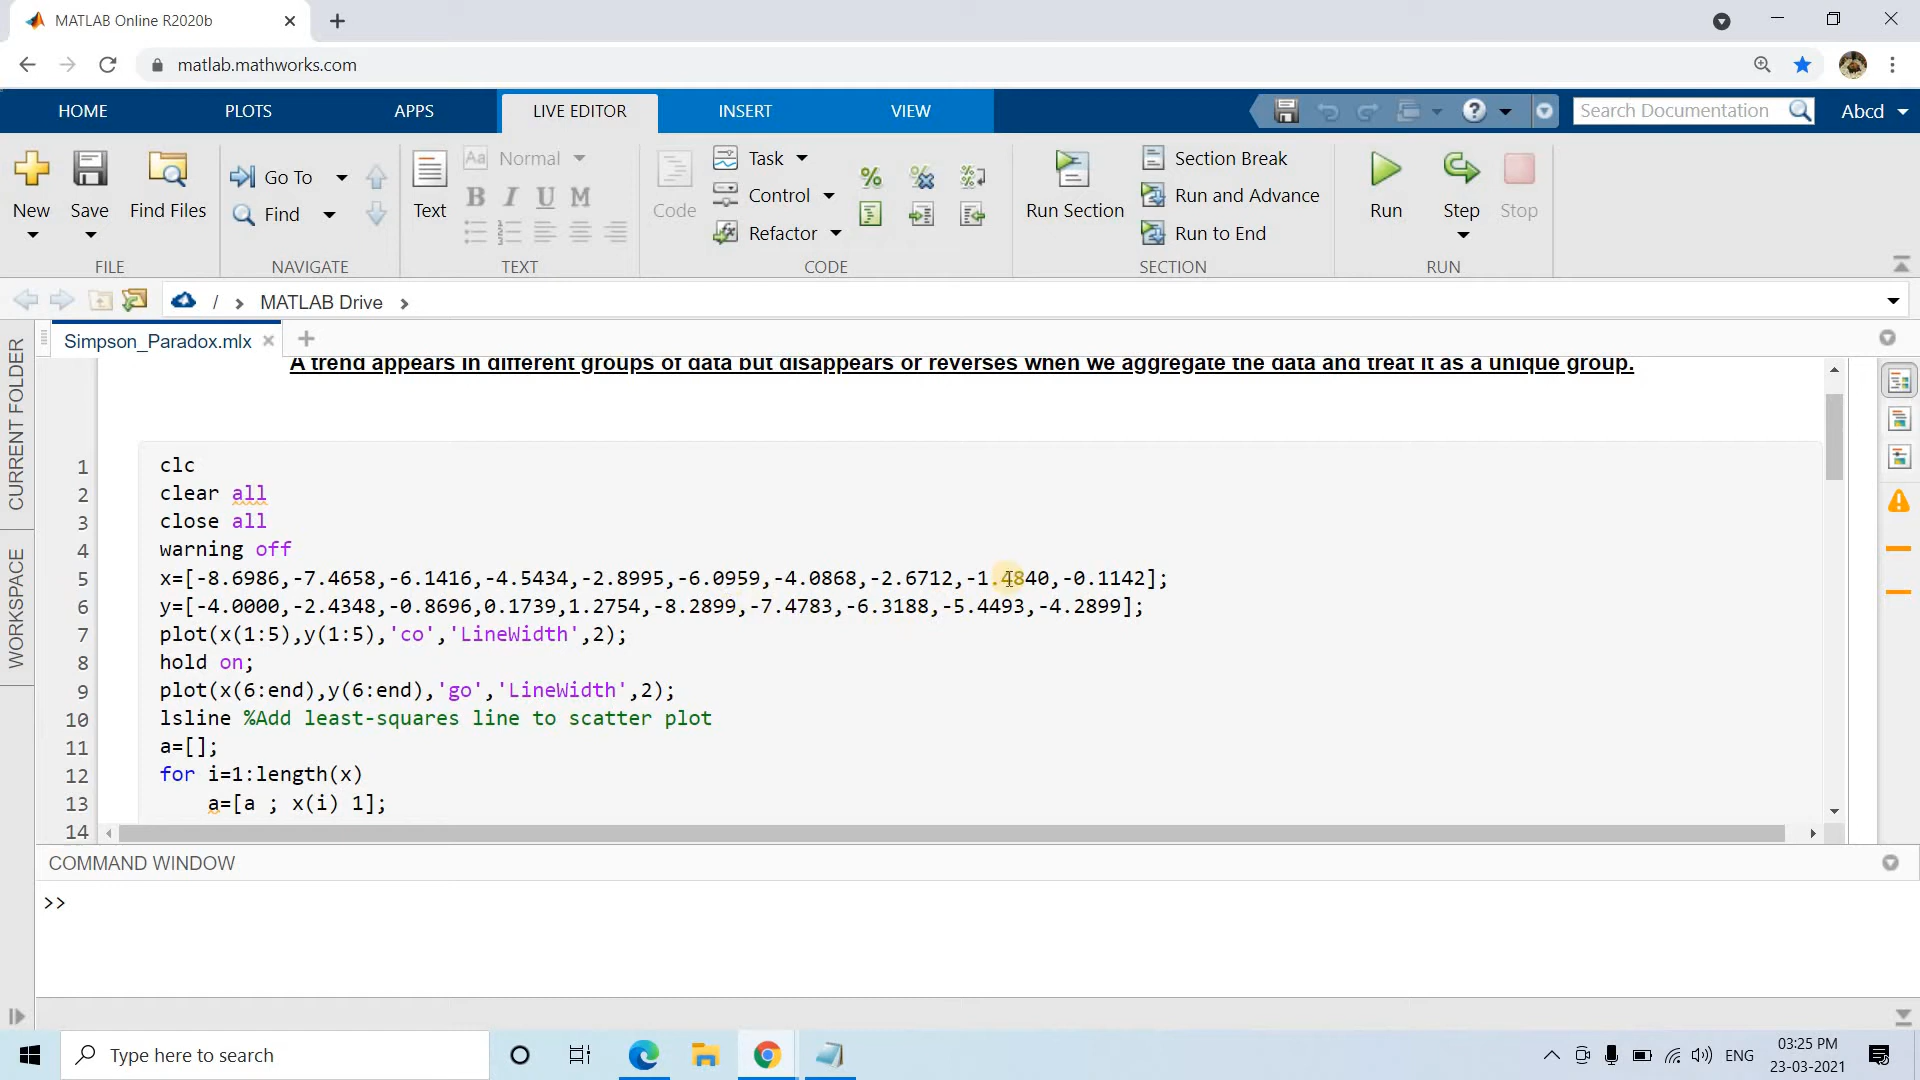 MATLAB Online R2020b
matlab.mathworks.com
HOME PLOTS APPS LIVE EDITOR INSERT VIEW Search Documentation Abcd
New Save Find Files
Go To
Find
Text
Aa Normal
B I U M
Code
Task
Control
Refactor
Run Section
Section Break
Run and Advance
Run to End
Run Step Stop
FILE NAVIGATE TEXT CODE SECTION RUN
/ > MATLAB Drive >
Simpson_Paradox.mlx
CURRENT FOLDER
WORKSPACE
A trend appears in different groups of data but disappears or reverses when we aggregate the data and treat it as a unique group.
1 clc
2 clear all
3 close all
4 warning off
5 x=[-8.6986,-7.4658,-6.1416,-4.5434,-2.8995,-6.0959,-4.0868,-2.6712,-1.4840,-0.1142];
6 y=[-4.0000,-2.4348,-0.8696,0.1739,1.2754,-8.2899,-7.4783,-6.3188,-5.4493,-4.2899];
7 plot(x(1:5),y(1:5),'co','LineWidth',2);
8 hold on;
9 plot(x(6:end),y(6:end),'go','LineWidth',2);
10 lsline %Add least-squares line to scatter plot
11 a=[];
12 for i=1:length(x)
13 a=[a ; x(i) 1];
14
COMMAND WINDOW
>>
Type here to search
ENG
03:25 PM
23-03-2021